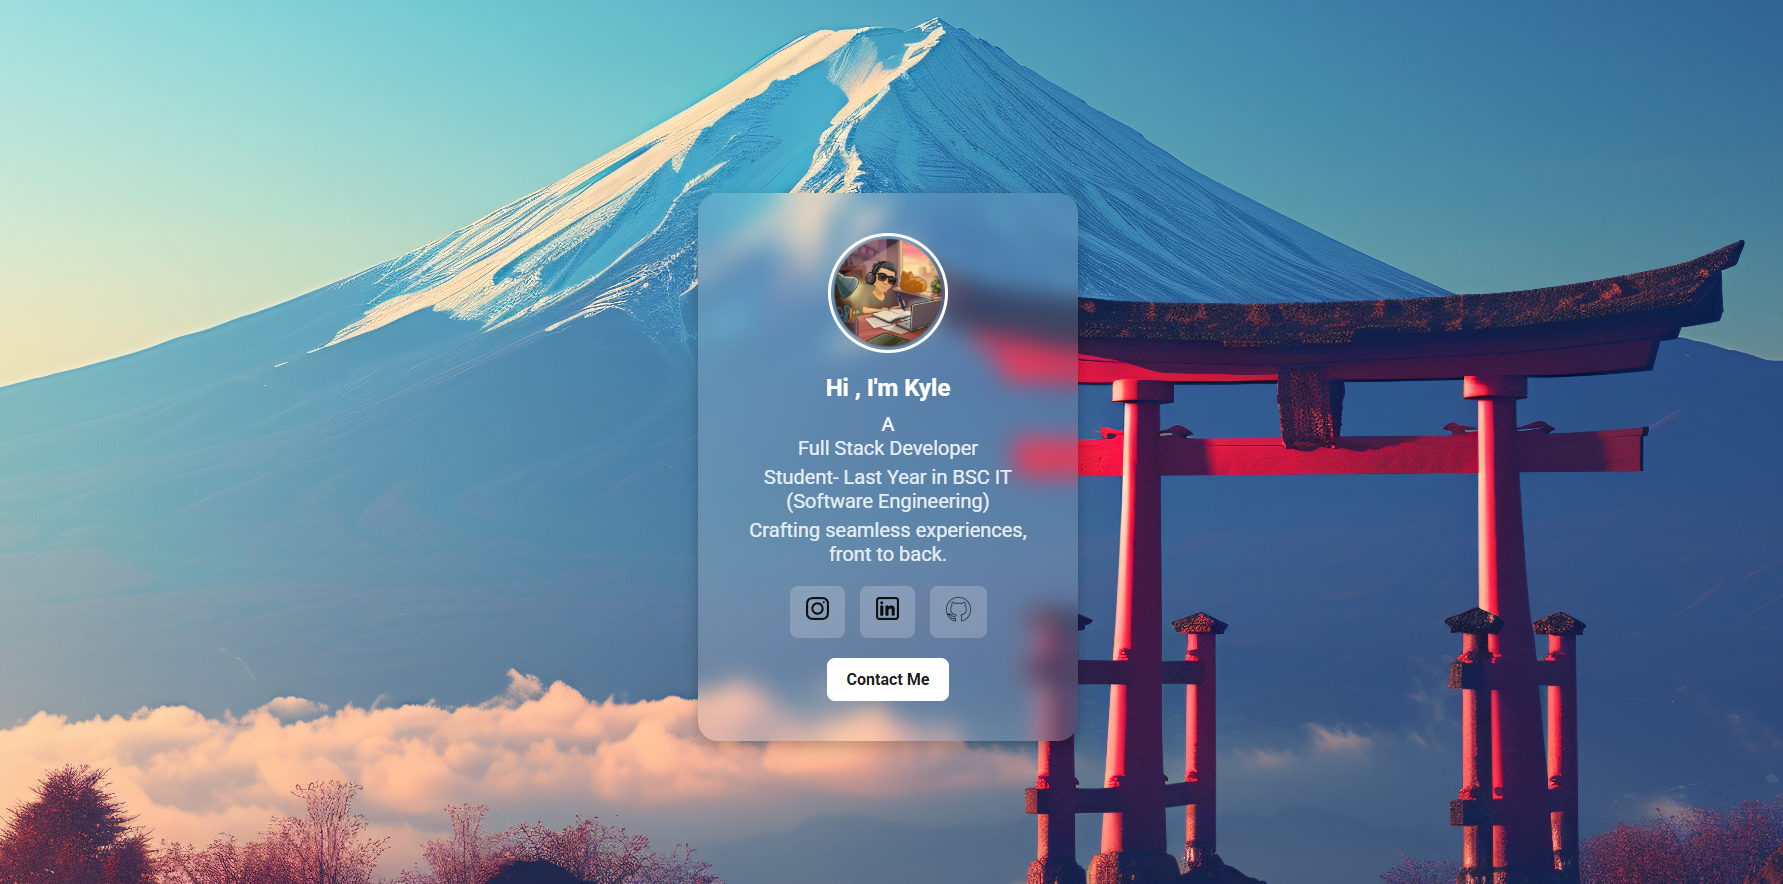 Hi , I'm Kyle
A
Full Stack Developer
Student- Last Year in BSC IT
(Software Engineering)
Crafting seamless experiences,
front to back.
in
Contact Me